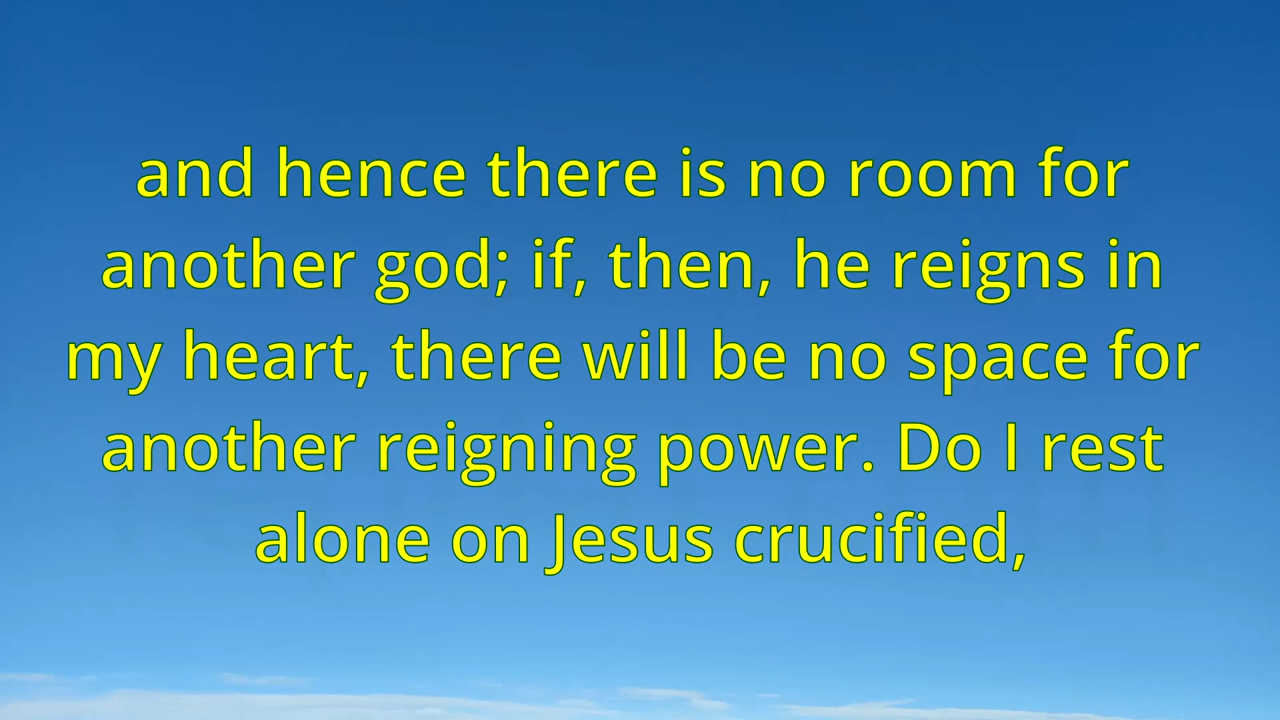 and hence there is no room for
another god; if, then, he reigns in
my heart, there will be no space for
another reigning power. Do I rest
alone on Jesus crucified,